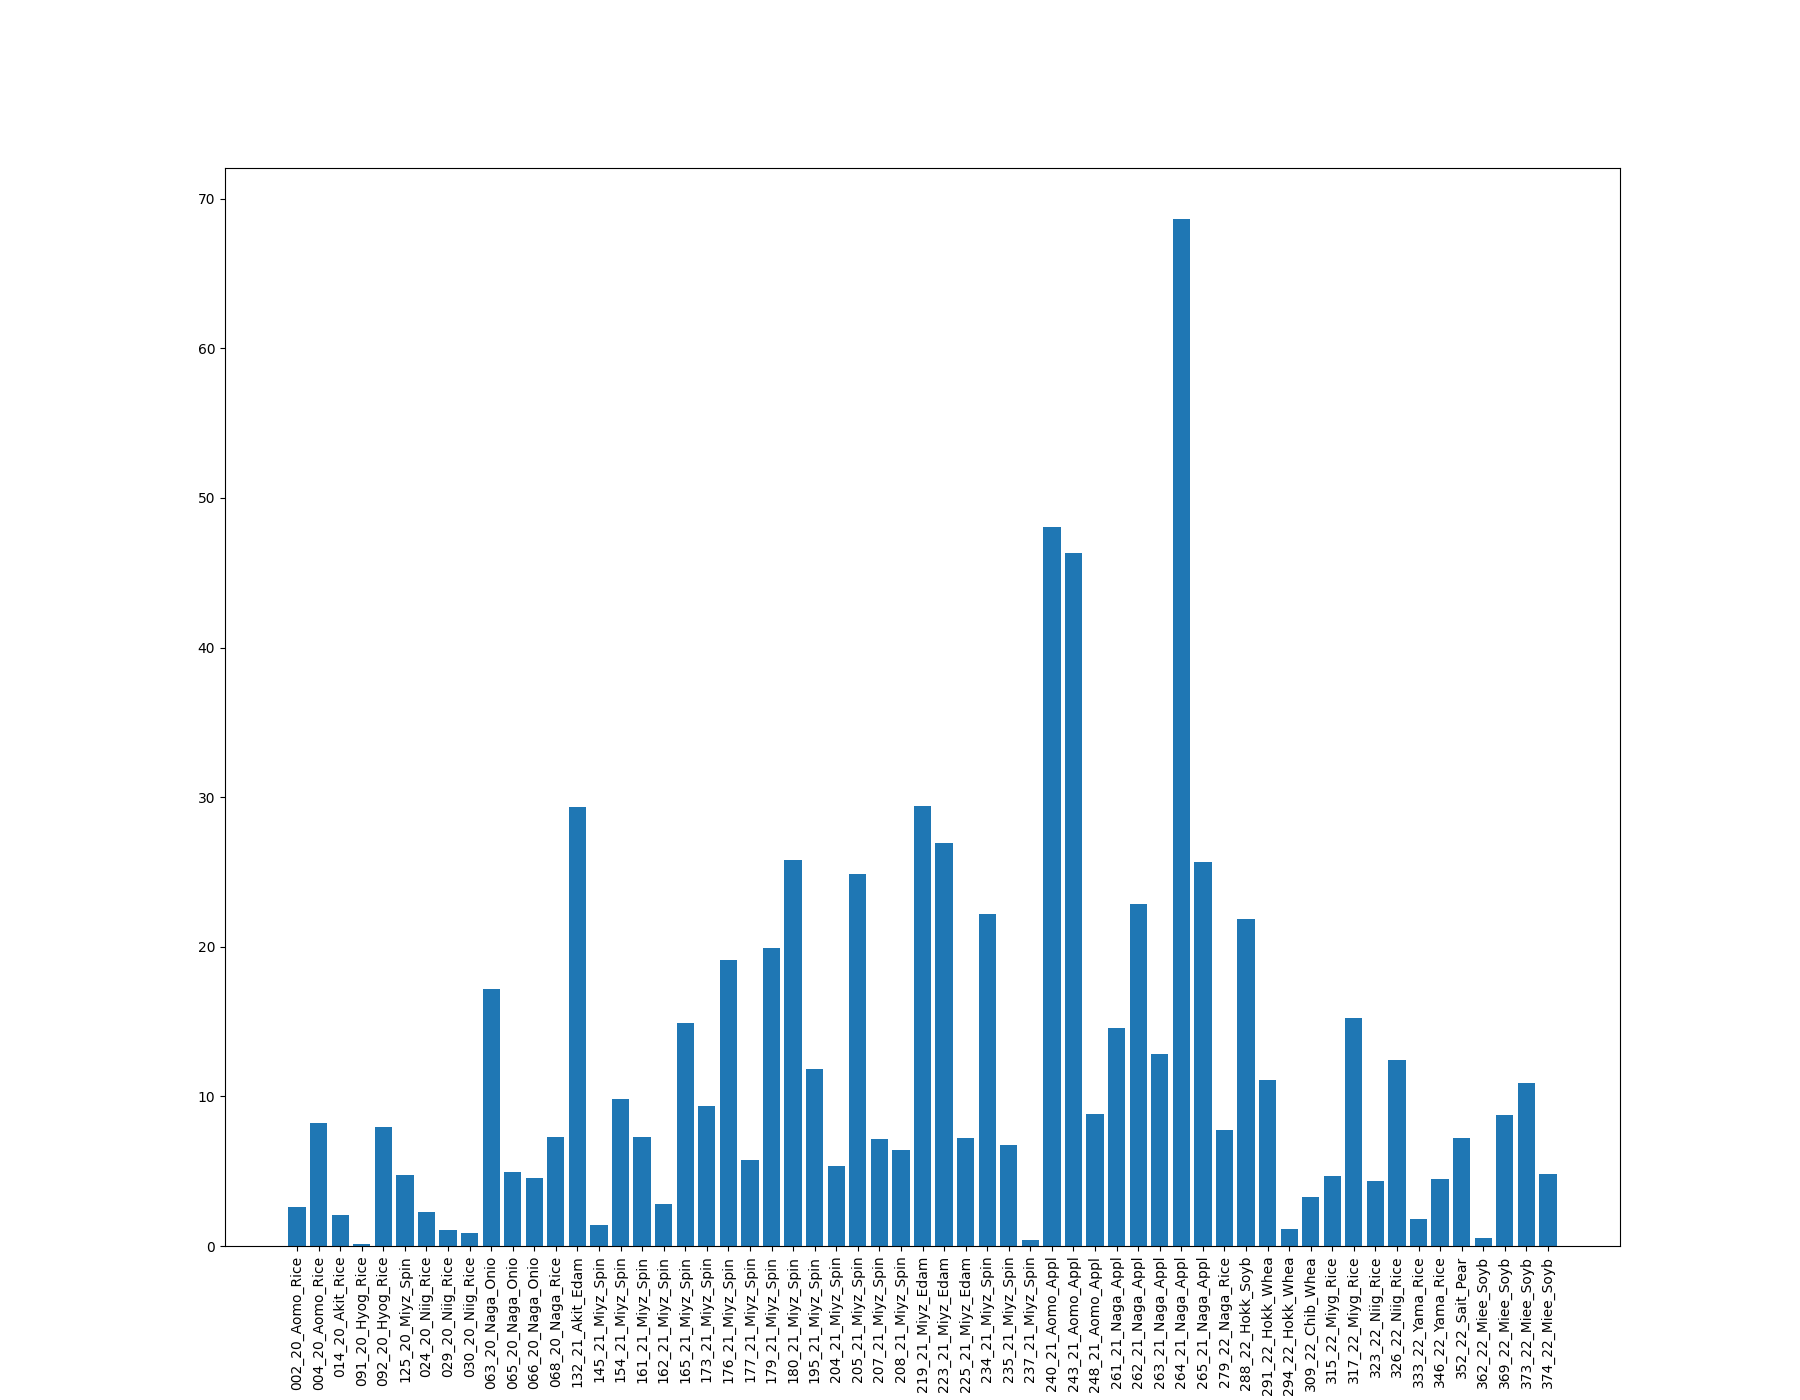 70
60
50
40
30
20
10
0
002_20_Aomo_Rice
004_20_Aomo_Rice
014_20_Akit_Rice
091_20_Hyog_Rice
092_20_Hyog_Rice
125_20_Miyz_Spin
024_20_Niig_Rice
029_20_Niig_Rice
030_20_Niig_Rice
063_20_Naga_Onio
065_20_Naga_Onio
066_20_Naga_Onio
068_20_Naga_Rice
132_21_Akit_Edam
145_21_Miyz_Spin
154_21_Miyz_Spin
161_21_Miyz_Spin
162_21_Miyz_Spin
165_21_Miyz_Spin
173_21_Miyz_Spin
176_21_Miyz_Spin
177_21_Miyz_Spin
179_21_Miyz_Spin
180_21_Miyz_Spin
195_21_Miyz_Spin
204_21_Miyz_Spin
205_21_Miyz_Spin
207_21_Miyz_Spin
208_21_Miyz_Spin
219_21_Miyz_Edam
223_21_Miyz_Edam
225_21_Miyz_Edam
234_21_Miyz_Spin
235_21_Miyz_Spin
237_21_Miyz_Spin
240_21_Aomo_Appl
243_21_Aomo_Appl
248_21_Aomo_Appl
261_21_Naga_Appl
262_21_Naga_Appl
263_21_Naga_Appl
264_21_Naga_Appl
265_21_Naga_Appl
279_22_Naga_Rice
288_22_Hokk_Soyb
291_22_Hokk_Whea
294_22_Hokk_Whea
309_22_Chib_Whea
315_22_Miyg_Rice
317_22_Miyg_Rice
323_22_Niig_Rice
326_22_Niig_Rice
333_22_Yama_Rice
346_22_Yama_Rice
352_22_Sait_Pear
362_22_Miee_Soyb
369_22_Miee_Soyb
373_22_Miee_Soyb
374_22_Miee_Soyb